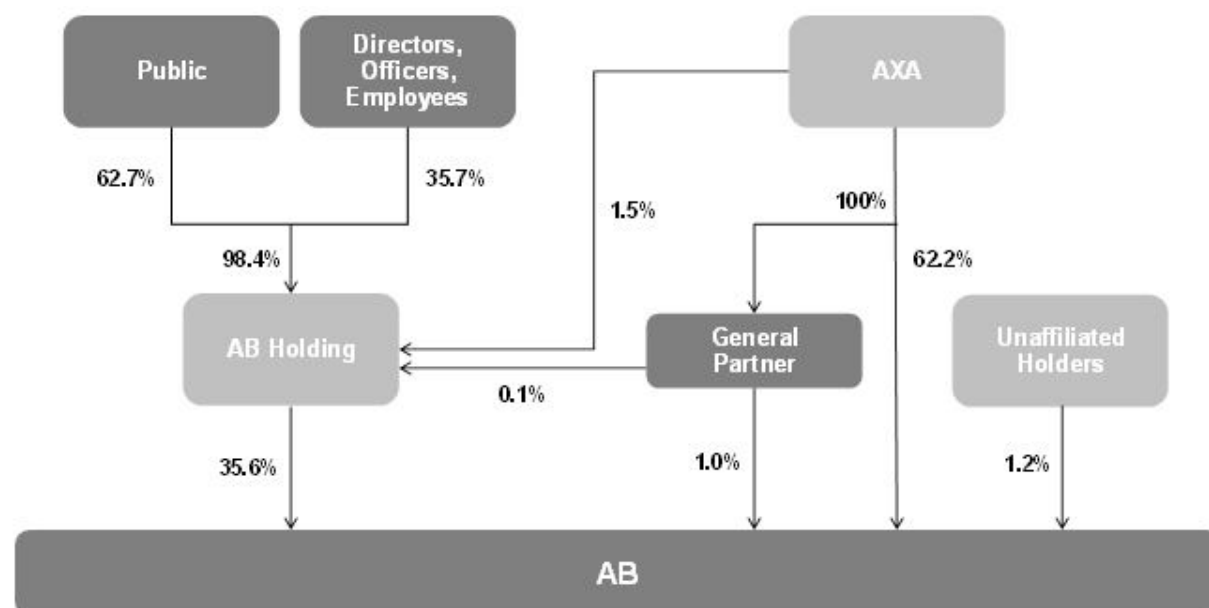 Public
Directors,
Officers,
Employees
AXA
62.7%
35.7%
1.5%
100%
98.4%
62.2%
AB Holding
General
Partner
Unaffiliated
Holders
0.1%
35.6%
1.0%
1.2%
AB